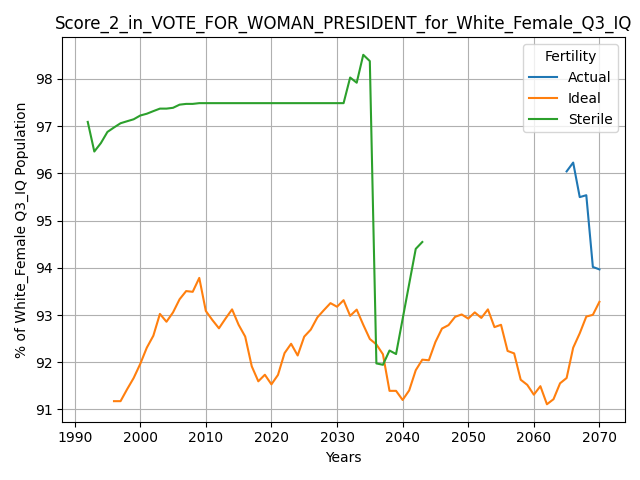 Score_2_in_VOTE_FOR_WOMAN_PRESIDENT_for_White_Female_Q3_IQ
Fertility
Actual
Ideal
Sterile
% of White_Female Q3_IQ Population
98
97
96
95
94
93
92
91
1990 2000 2010 2020 2030 2040 2050 2060 2070
Years